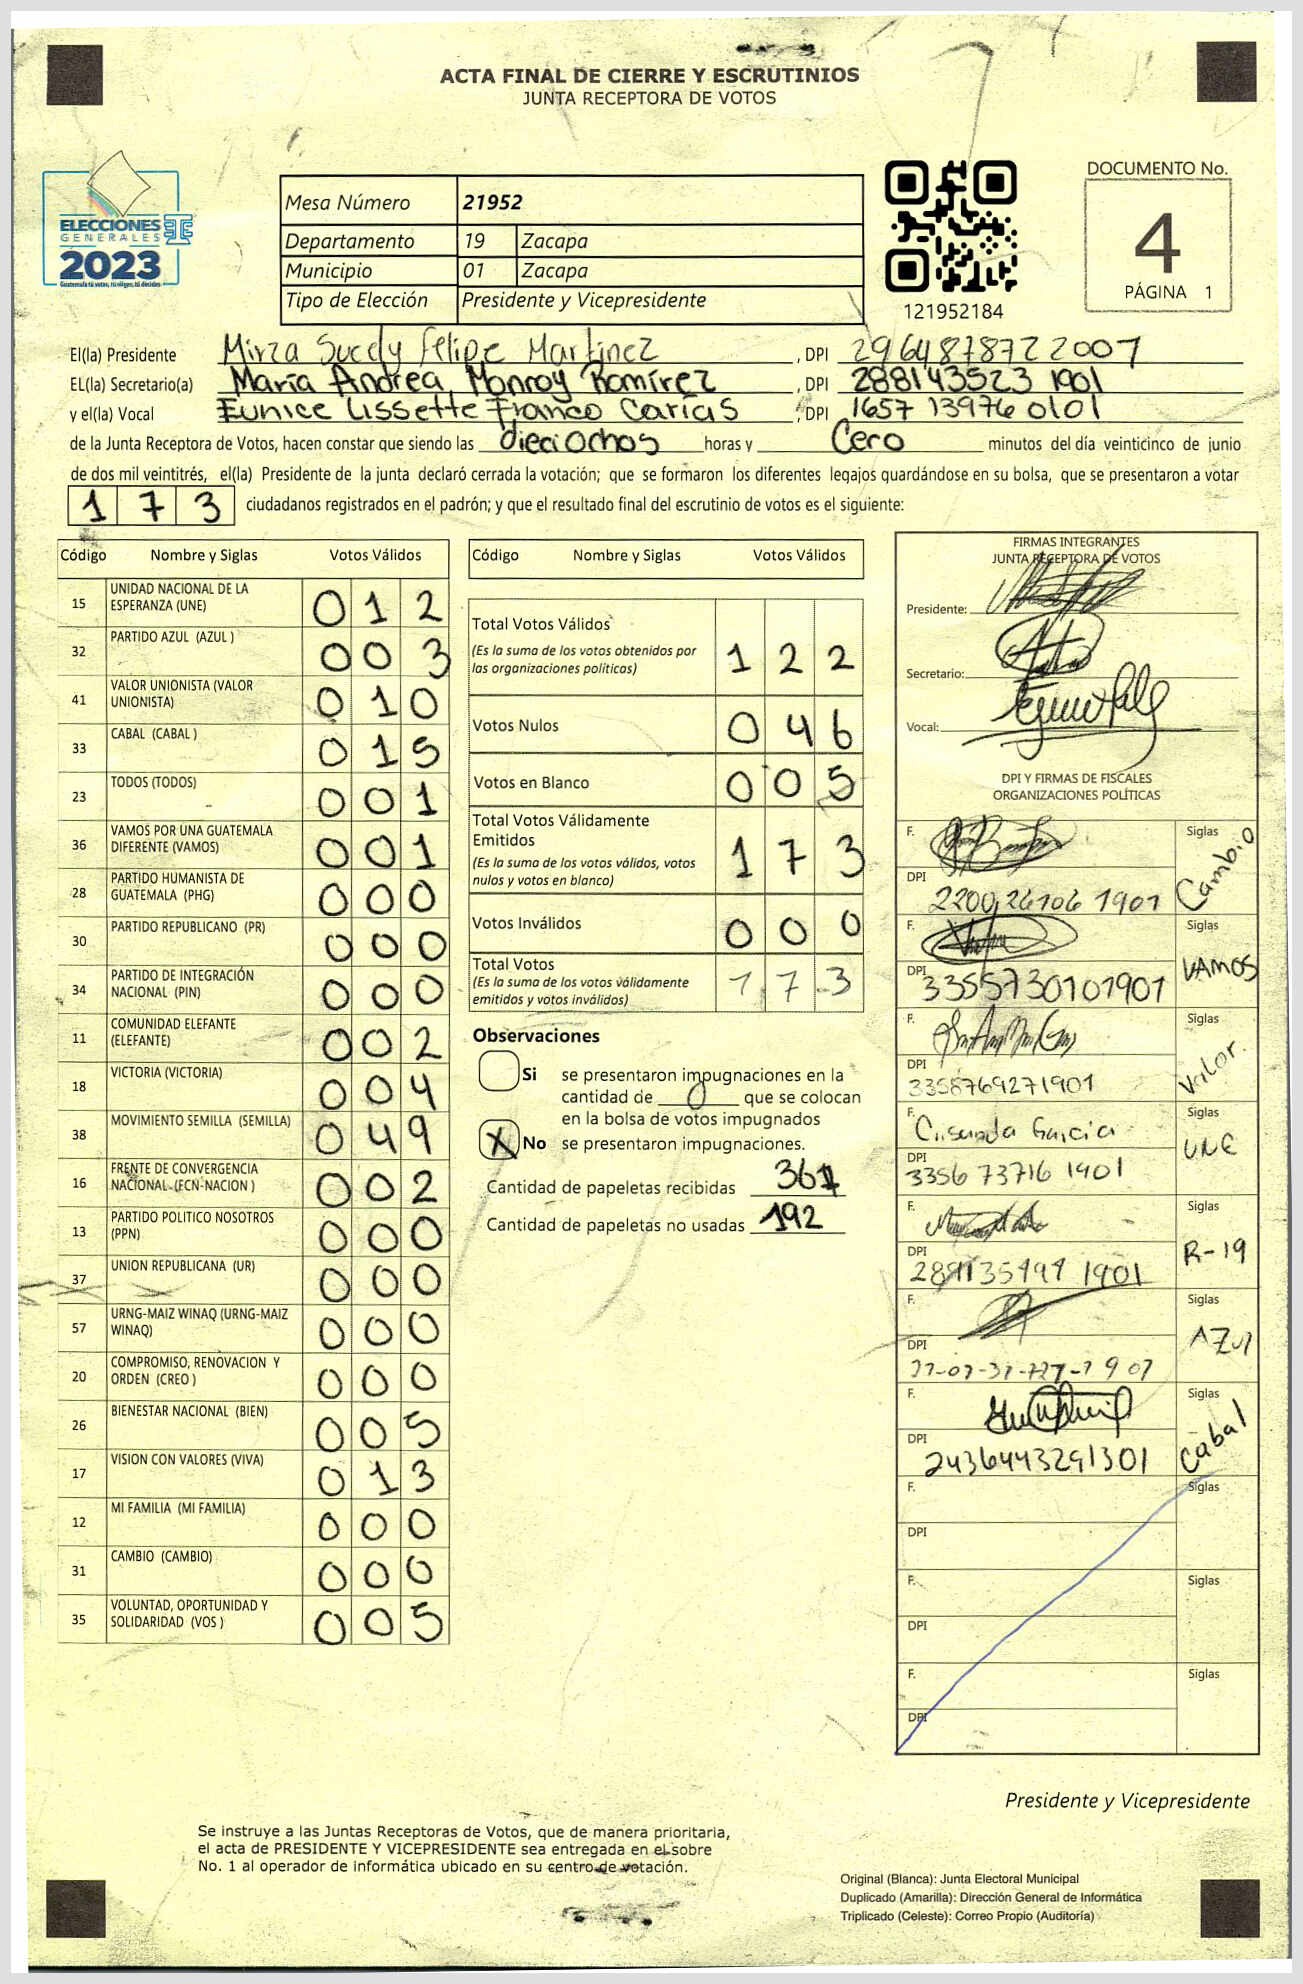 ACTA FINAL DE CIERRE Y ESCRUTINIOS
JUNTA RECEPTORA DE VOTOS
ELECCIONES
GENERALES
2023
Guatemala tú votas, tú eliges, tú decides
Mesa Número 21952
Departamento 19 Zacapa
Municipio 01 Zacapa
Tipo de Elección Presidente y Vicepresidente
121952184
DOCUMENTO No.
4
PÁGINA 1
El(la) Presidente Mirza Sucely Felipe Martinez , DPI 2964878722007
EL(la) Secretario(a) María Andrea Monroy Ramírez , DPI 288143523 1901
y el(la) Vocal Eunice Lissette Franco Carías , DPI 1657 13976 0101
de la Junta Receptora de Votos, hacen constar que siendo las dieciochos horas y Cero minutos del día veinticinco de junio
de dos mil veintitrés, el(la) Presidente de la junta declaró cerrada la votación; que se formaron los diferentes legajos quardándose en su bolsa, que se presentaron a votar
1 7 3 ciudadanos registrados en el padrón; y que el resultado final del escrutinio de votos es el siguiente:
Código Nombre y Siglas Votos Válidos
15 UNIDAD NACIONAL DE LA ESPERANZA (UNE) 0 1 2
32 PARTIDO AZUL (AZUL ) 0 0 3
41 VALOR UNIONISTA (VALOR UNIONISTA) 0 1 0
33 CABAL (CABAL ) 0 1 5
23 TODOS (TODOS) 0 0 1
36 VAMOS POR UNA GUATEMALA DIFERENTE (VAMOS) 0 0 1
28 PARTIDO HUMANISTA DE GUATEMALA (PHG) 0 0 0
30 PARTIDO REPUBLICANO (PR) 0 0 0
34 PARTIDO DE INTEGRACIÓN NACIONAL (PIN) 0 0 0
11 COMUNIDAD ELEFANTE (ELEFANTE) 0 0 2
18 VICTORIA (VICTORIA) 0 0 4
38 MOVIMIENTO SEMILLA (SEMILLA) 0 4 9
16 FRENTE DE CONVERGENCIA NACIONAL (FCN-NACION ) 0 0 2
13 PARTIDO POLITICO NOSOTROS (PPN) 0 0 0
37 UNION REPUBLICANA (UR) 0 0 0
57 URNG-MAIZ WINAQ (URNG-MAIZ WINAQ) 0 0 0
20 COMPROMISO, RENOVACION Y ORDEN (CREO ) 0 0 0
26 BIENESTAR NACIONAL (BIEN) 0 0 5
17 VISION CON VALORES (VIVA) 0 1 3
12 MI FAMILIA (MI FAMILIA) 0 0 0
31 CAMBIO (CAMBIO) 0 0 0
35 VOLUNTAD, OPORTUNIDAD Y SOLIDARIDAD (VOS ) 0 0 5
Código Nombre y Siglas Votos Válidos
Total Votos Válidos 1 2 2
(Es la suma de los votos obtenidos por
las organizaciones politicas)
Votos Nulos 0 4 6
Votos en Blanco 0 0 5
Total Votos Válidamente
Emitidos 1 7 3
(Es la suma de los votos válidos, votos
nulos y votos en blanco)
Votos Inválidos 0 0 0
Total Votos 1 7 3
(Es la suma de los votos válidamente
emitidos y votos inválidos)
Observaciones
Si se presentaron impugnaciones en la
cantidad de 0 que se colocan
en la bolsa de votos impugnados
X No se presentaron impugnaciones.
Cantidad de papeletas recibidas 361
Cantidad de papeletas no usadas 192
FIRMAS INTEGRANTES
JUNTA RECEPTORA DE VOTOS
Presidente:
Secretario:
Vocal:
DPI Y FIRMAS DE FISCALES
ORGANIZACIONES POLÍTICAS
F. Siglas Cambio
DPI 2200 26106 1901
F. Siglas VAMOS
DPI 3355730101901
F. Siglas Valor.
DPI 3358769271901
F. García Siglas UNE
DPI 3356 73716 1901
F. Siglas R-19
DPI 1901
F. Siglas AZul
DPI
F. Siglas Cabal
DPI 2436443291301
F. Siglas
DPI
F. Siglas
DPI
F. Siglas
DPI
Presidente y Vicepresidente
Se instruye a las Juntas Receptoras de Votos, que de manera prioritaria,
el acta de PRESIDENTE Y VICEPRESIDENTE sea entregada en el sobre
No. 1 al operador de informática ubicado en su centro de votación.
Original (Blanca): Junta Electoral Municipal
Duplicado (Amarilla): Dirección General de Informática
Triplicado (Celeste): Correo Propio (Auditoría)